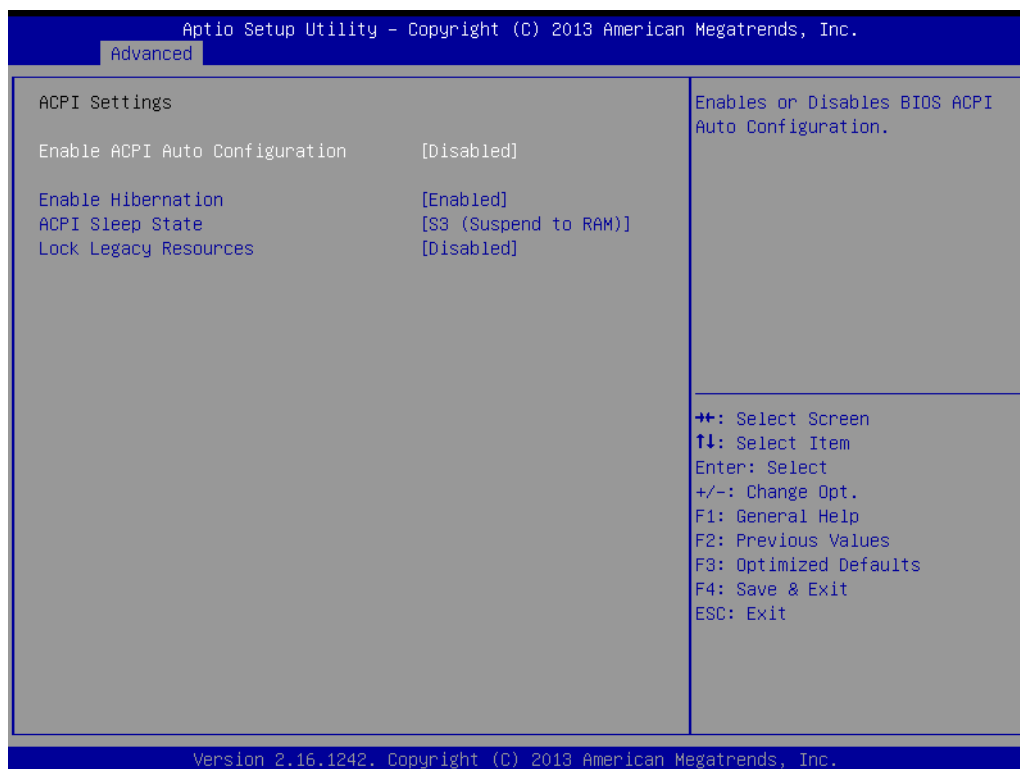 Aptio Setup Utility – Copyright (C) 2013 American Megatrends, Inc.
Advanced
ACPI Settings
Enable ACPI Auto Configuration [Disabled]
Enable Hibernation [Enabled]
ACPI Sleep State [S3 (Suspend to RAM)]
Lock Legacy Resources [Disabled]
Enables or Disables BIOS ACPI
Auto Configuration.
→←: Select Screen
↑↓: Select Item
Enter: Select
+/-: Change Opt.
F1: General Help
F2: Previous Values
F3: Optimized Defaults
F4: Save & Exit
ESC: Exit
Version 2.16.1242. Copyright (C) 2013 American Megatrends, Inc.